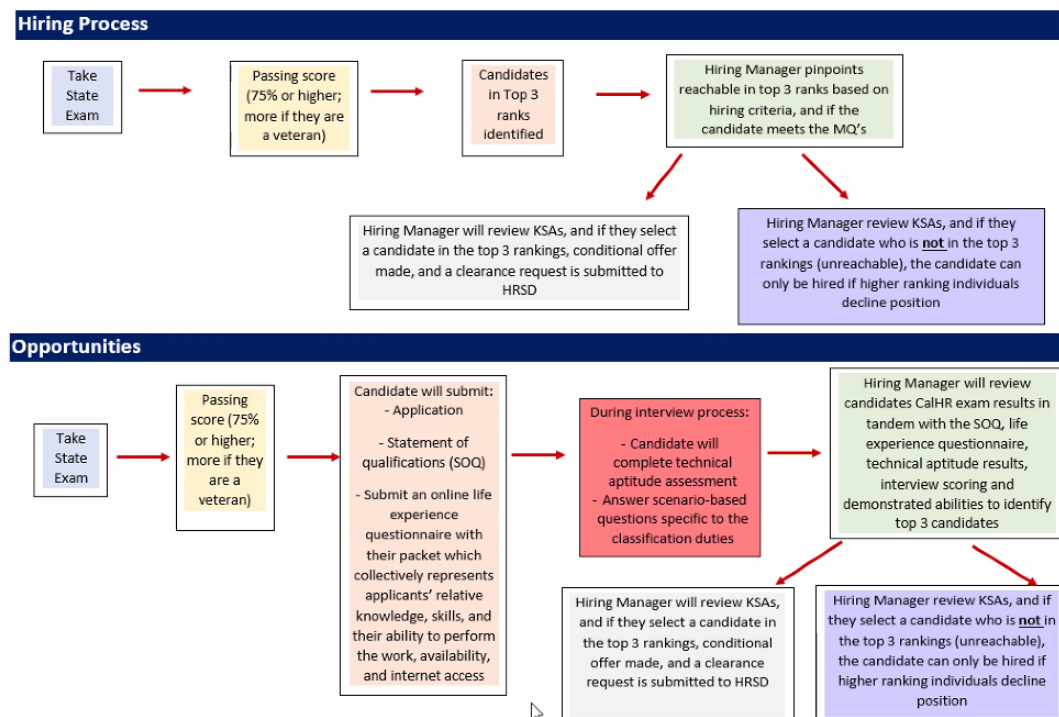 Hiring Process
Take
State
Exam
Passing score
(75% or higher;
more if they are
a veteran)
Candidates
in Top 3
ranks
identified
Hiring Manager pinpoints
reachable in top 3 ranks based on
hiring criteria, and if the
candidate meets the MQ's
Hiring Manager will review KSAs, and if they select
a candidate in the top 3 rankings, conditional offer
made, and a clearance request is submitted to
HRSD
Hiring Manager review KSAs, and if they
select a candidate who is not in the top 3
rankings (unreachable), the candidate can
only be hired if higher ranking individuals
decline position
Opportunities
Take
State
Exam
Passing
score (75%
or higher;
more if they
are a
veteran)
Candidate will submit:
- Application
- Statement of
qualifications (SOQ)
- Submit an online life
experience
questionnaire with
their packet which
collectively represents
applicants' relative
knowledge, skills, and
their ability to perform
the work, availability,
and internet access
During interview process:
- Candidate will
complete technical
aptitude assessment
- Answer scenario-based
questions specific to the
classification duties
Hiring Manager will review
candidates CalHR exam results in
tandem with the SOQ, life
experience questionnaire,
technical aptitude results,
interview scoring and
demonstrated abilities to identify
top 3 candidates
Hiring Manager will review KSAs,
and if they select a candidate in
the top 3 rankings, conditional
offer made, and a clearance
request is submitted to HRSD
Hiring Manager review KSAs, and if
they select a candidate who is not in
the top 3 rankings (unreachable),
the candidate can only be hired if
higher ranking individuals decline
position